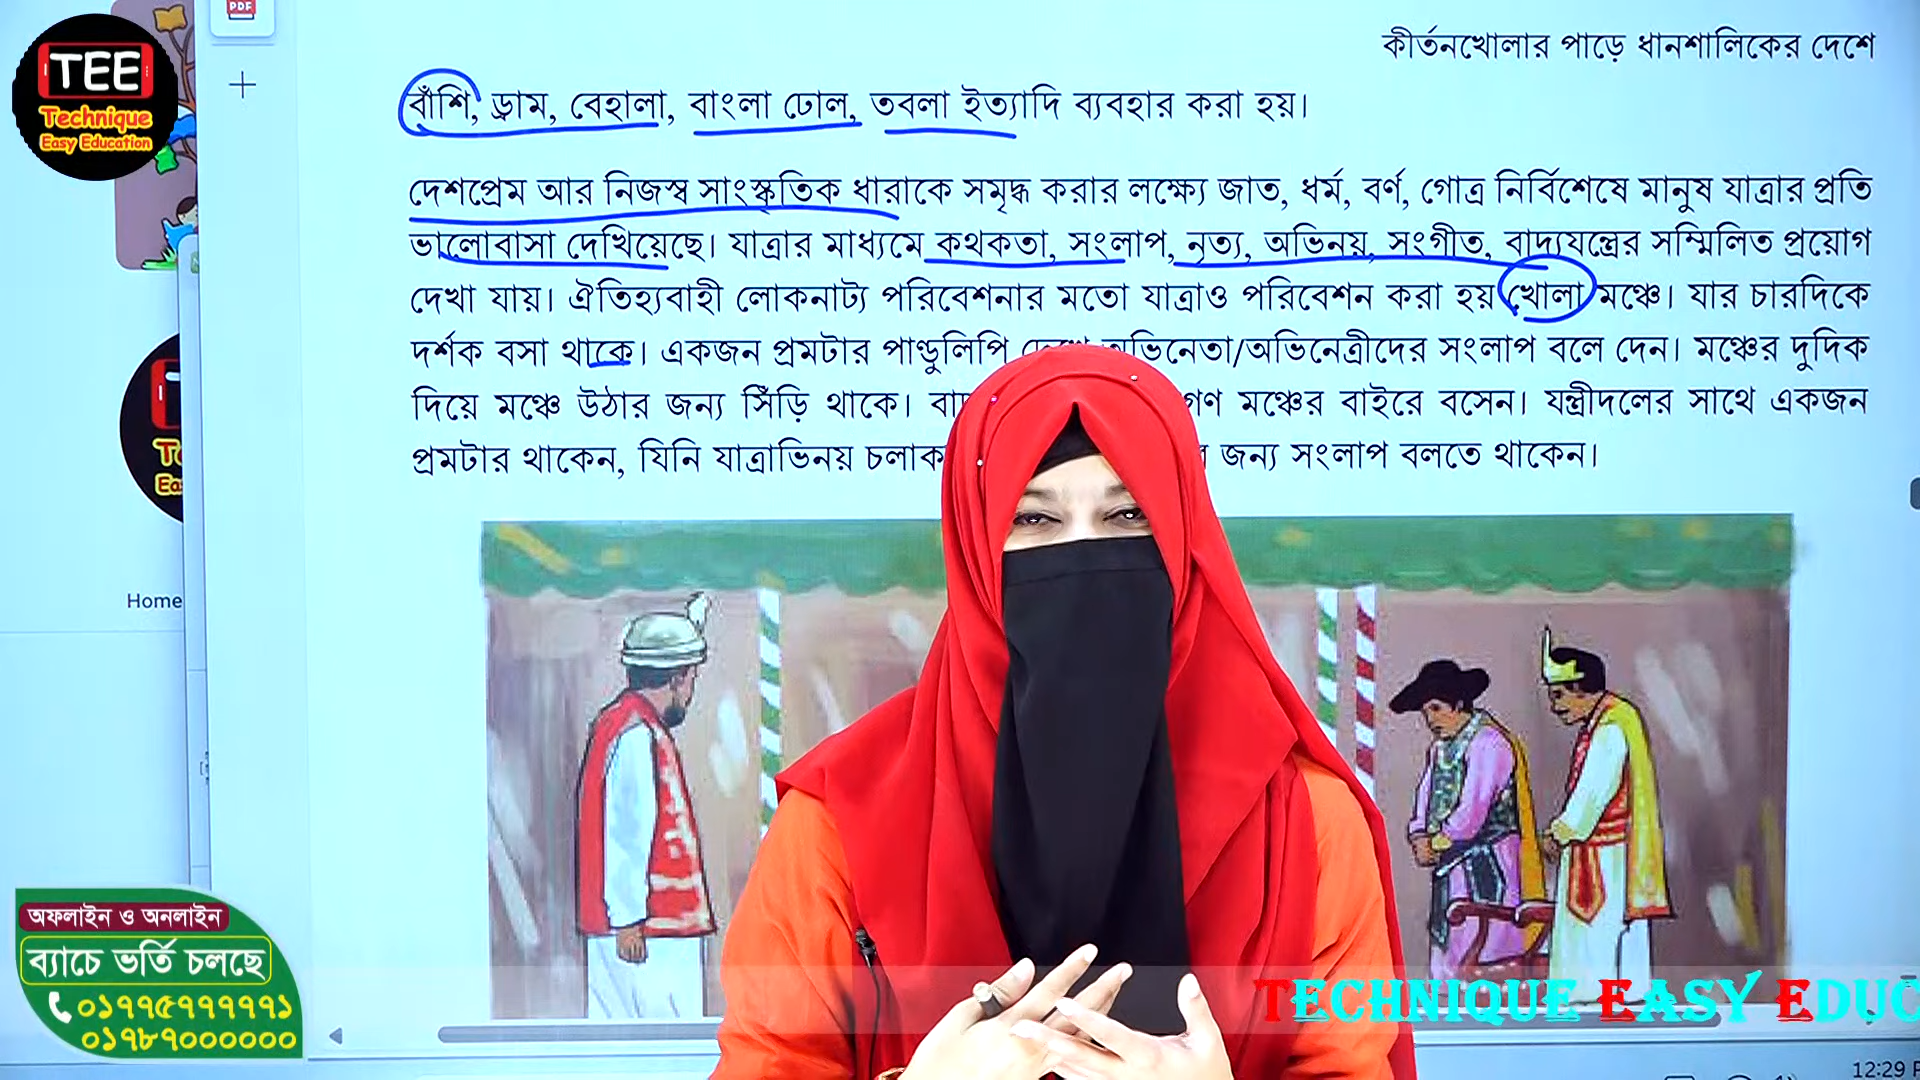 কীর্তনখোলার পাড়ে ধানশালিকের দেশে
বাঁশি, ড্রাম, বেহালা, বাংলা ঢোল, তবলা ইত্যাদি ব্যবহার করা হয়।
দেশপ্রেম আর নিজস্ব সাংস্কৃতিক ধারাকে সমৃদ্ধ করার লক্ষ্যে জাত, ধর্ম, বর্ণ, গোত্র নির্বিশেষে মানুষ যাত্রার প্রতি
ভালোবাসা দেখিয়েছে। যাত্রার মাধ্যমে কথকতা, সংলাপ, নৃত্য, অভিনয়, সংগীত, বাদ্যযন্ত্রের সম্মিলিত প্রয়োগ
দেখা যায়। ঐতিহ্যবাহী লোকনাট্য পরিবেশনার মতো যাত্রাও পরিবেশন করা হয় খোলা মঞ্চে। যার চারদিকে
দর্শক বসা থাকে। একজন প্রমটার পাণ্ডুলিপি অভিনেতা/অভিনেত্রীদের সংলাপ বলে দেন। মঞ্চের দুদিক
দিয়ে মঞ্চে উঠার জন্য সিঁড়ি থাকে। গণ মঞ্চের বাইরে বসেন। যন্ত্রীদলের সাথে একজন
প্রমটার থাকেন, যিনি যাত্রাভিনয় জন্য সংলাপ বলতে থাকেন।
TEE
Technique
Easy Education
PDF
Home
অফলাইন ও অনলাইন
ব্যাচে ভর্তি চলছে
০১৭৭৫৭৭৭৭৭১
০১৭৮৭০০০০০০
TECHNIQUE EASY EDUC
12:29